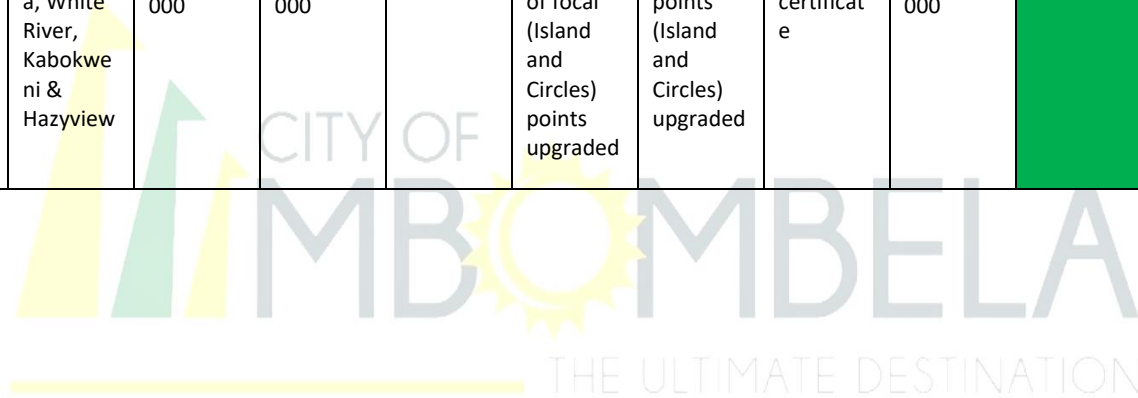 a, White
River,
Kabokwe
ni &
Hazyview
000
000
of focal
(Island
and
Circles)
points
upgraded
points
(Island
and
Circles)
upgraded
certificat
e
000
CITY OF
MBOMBELA
THE ULTIMATE DESTINATION